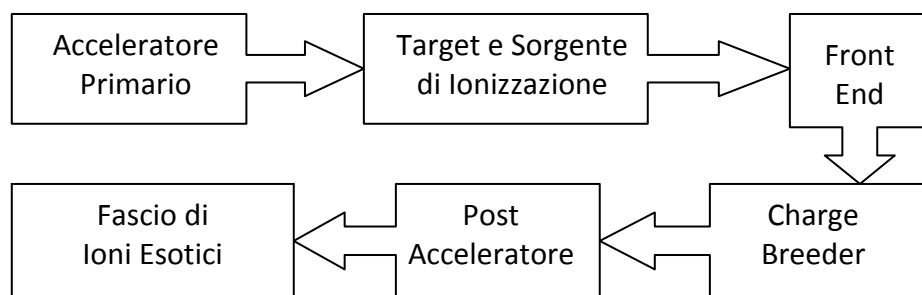 Acceleratore
Primario
Target e Sorgente
di Ionizzazione
Front
End
Charge
Breeder
Post
Acceleratore
Fascio di
Ioni Esotici